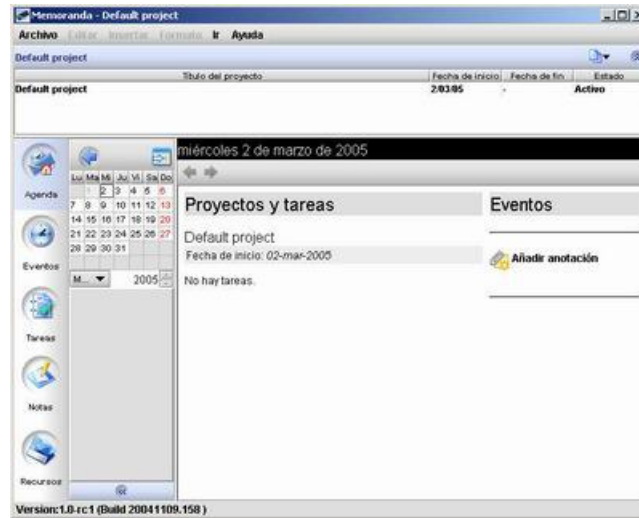 Memoranda - Default project
Archivo Editar Insertar Formato Ir Ayuda
Default project
Título del proyecto Fecha de inicio Fecha de fin Estado
Default project 2/03/05 - Activo
miércoles 2 de marzo de 2005
Lu Ma Mi Ju Vi Sa Do
1 2 3 4 5 6
7 8 9 10 11 12 13
14 15 16 17 18 19 20
21 22 23 24 25 26 27
28 29 30 31
M... 2005
Agenda
Eventos
Tareas
Notas
Recursos
Proyectos y tareas
Default project
Fecha de inicio: 02-mar-2005
No hay tareas.
Eventos
Añadir anotación
Version:1.0-rc1 (Build 20041109.158 )